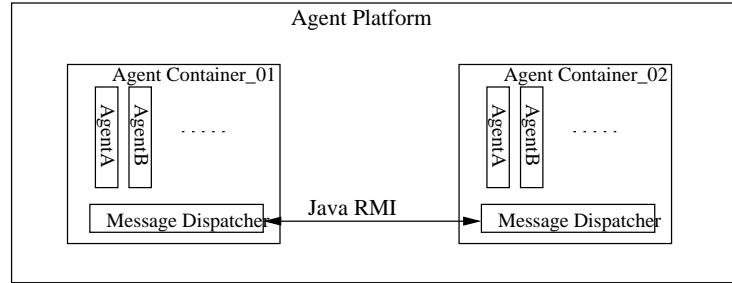 Agent Platform
Agent Container_01
AgentA
AgentB
. . . . .
Message Dispatcher
Java RMI
Agent Container_02
AgentA
AgentB
. . . . .
Message Dispatcher